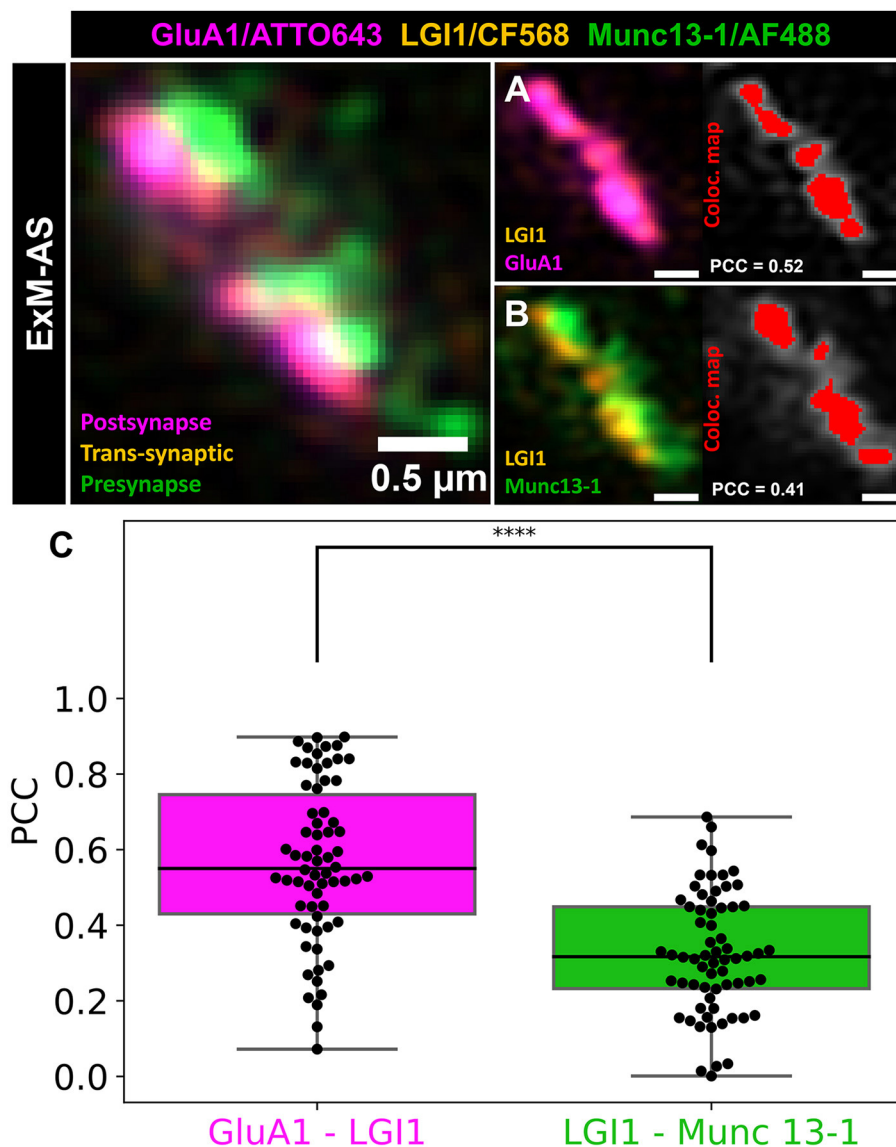 GluA1/ATTO643 LGI1/CF568 Munc13-1/AF488
ExM-AS
Postsynapse
Trans-synaptic
Presynapse
0.5 µm
A
LGI1
GluA1
Coloc. map
PCC = 0.52
B
LGI1
Munc13-1
Coloc. map
PCC = 0.41
C
****
PCC
1.0
0.8
0.6
0.4
0.2
0.0
GluA1 - LGI1
LGI1 - Munc 13-1